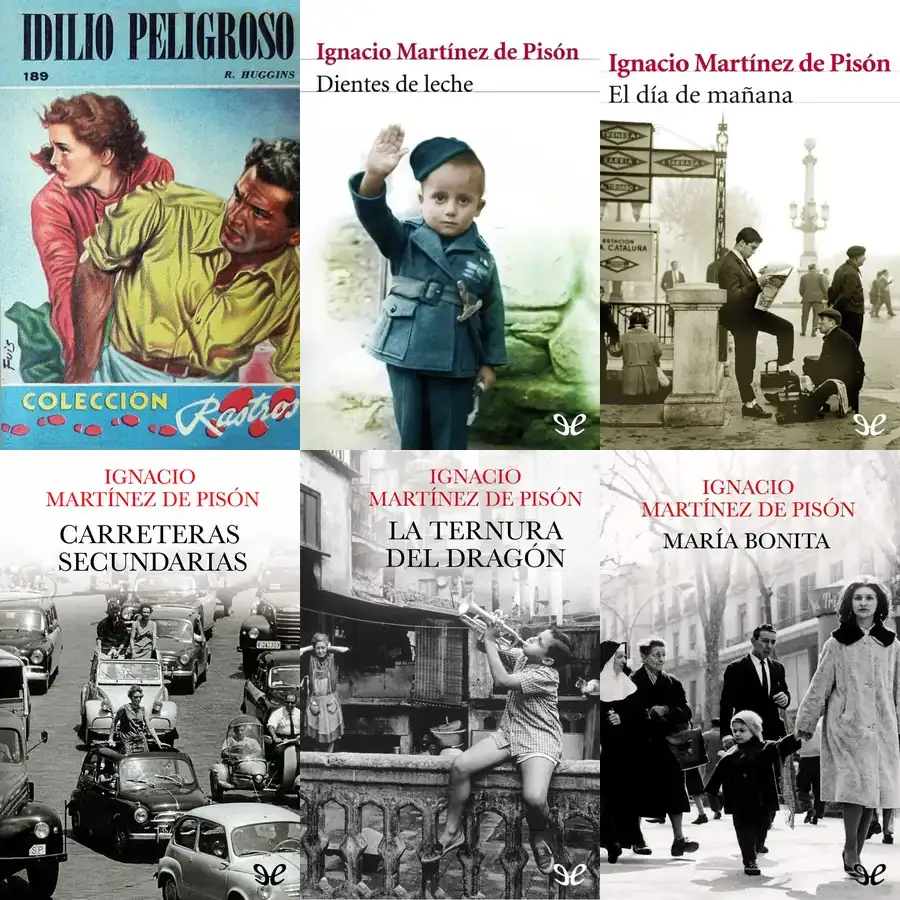 IDILIO PELIGROSO
189
R. HUGGINS
Fuis
COLECCIÓN
Rastros
Ignacio Martínez de Pisón
Dientes de leche
Ignacio Martínez de Pisón
El día de mañana
TARRASA
ESTACION
CATALUÑA
IGNACIO
MARTÍNEZ DE PISÓN
CARRETERAS
SECUNDARIAS
SP
IGNACIO
MARTÍNEZ DE PISÓN
LA TERNURA
DEL DRAGÓN
IGNACIO
MARTÍNEZ DE PISÓN
MARÍA BONITA